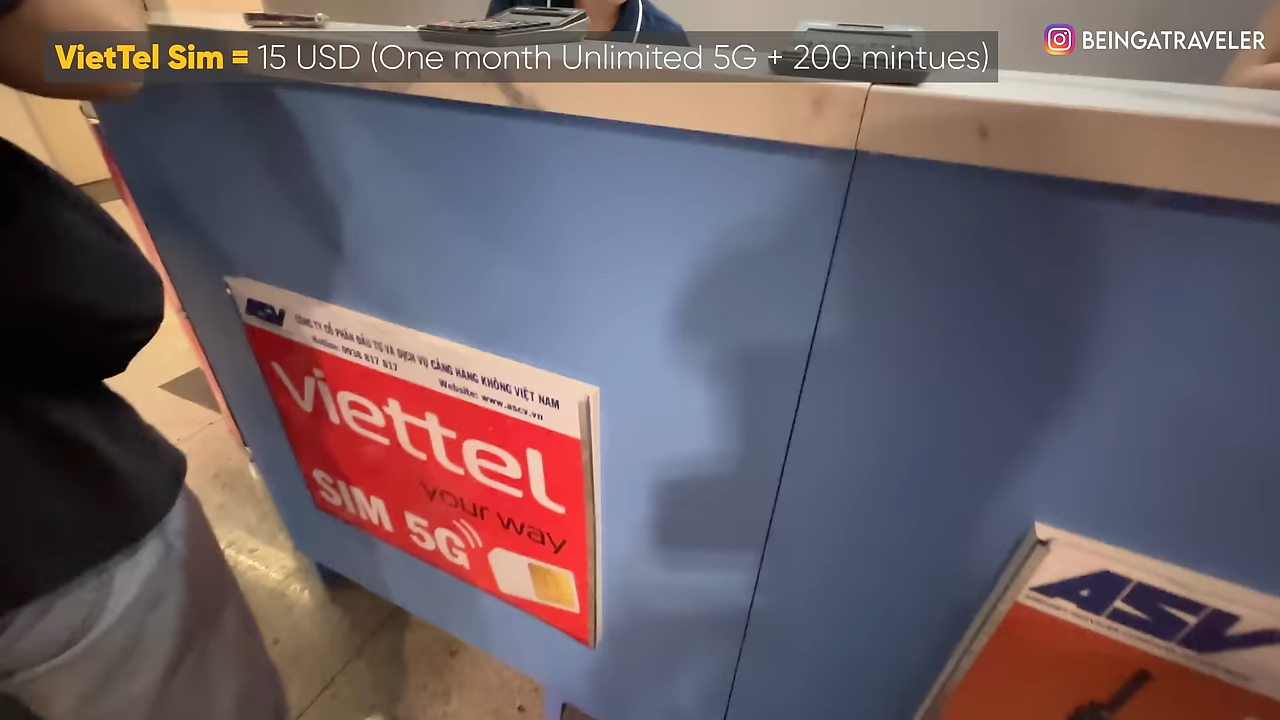 VietTel Sim = 15 USD (One month Unlimited 5G + 200 mintues)
BEINGATRAVELER
ASV
CÔNG TY CỔ PHẦN ĐẦU TƯ VÀ DỊCH VỤ CẢNG HÀNG KHÔNG VIỆT NAM
Hotline: 0938 817 817 Website: www.ascv.vn
viettel
your way
SIM 5G
ASV